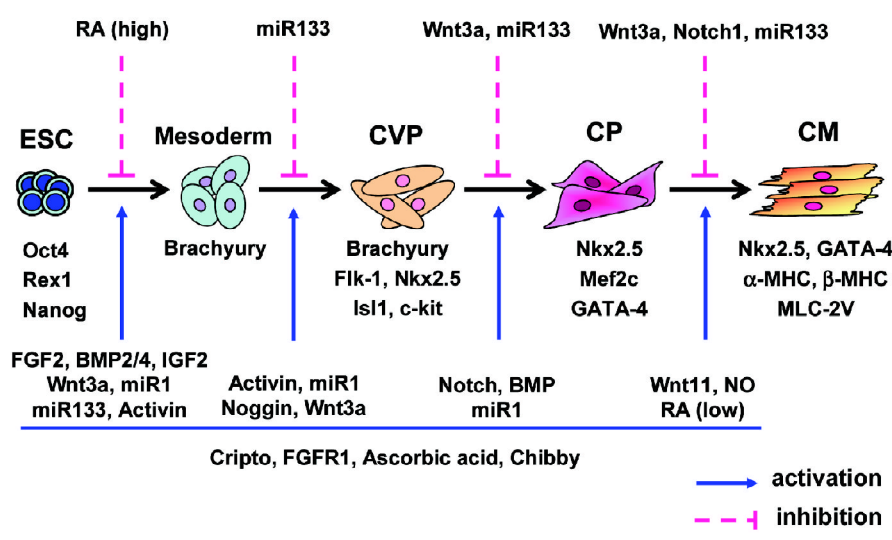 RA (high)
miR133
Wnt3a, miR133
Wnt3a, Notch1, miR133
ESC
Mesoderm
CVP
CP
CM
Oct4
Rex1
Nanog
Brachyury
Brachyury
Flk-1, Nkx2.5
Isl1, c-kit
Nkx2.5
Mef2c
GATA-4
Nkx2.5, GATA-4
α-MHC, β-MHC
MLC-2V
FGF2, BMP2/4, IGF2
Wnt3a, miR1
miR133, Activin
Activin, miR1
Noggin, Wnt3a
Notch, BMP
miR1
Wnt11, NO
RA (low)
Cripto, FGFR1, Ascorbic acid, Chibby
activation
inhibition